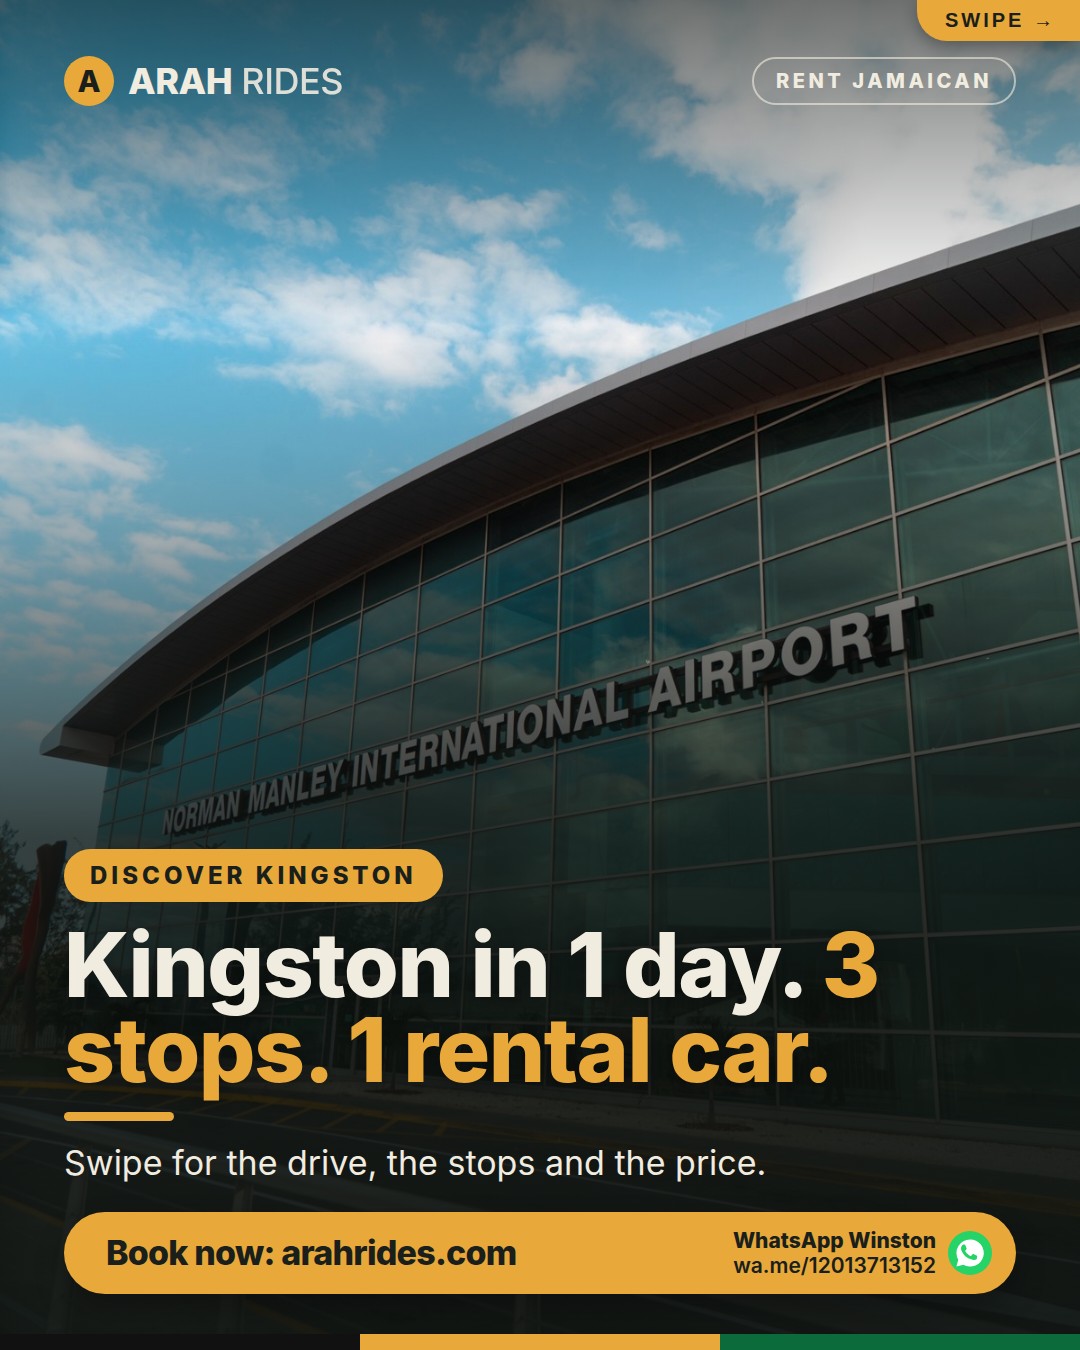 SWIPE →
A ARAH RIDES
RENT JAMAICAN
NORMAN MANLEY INTERNATIONAL AIRPORT
DISCOVER KINGSTON
Kingston in 1 day. 3
stops. 1 rental car.
Swipe for the drive, the stops and the price.
Book now: arahrides.com
WhatsApp Winston
wa.me/12013713152